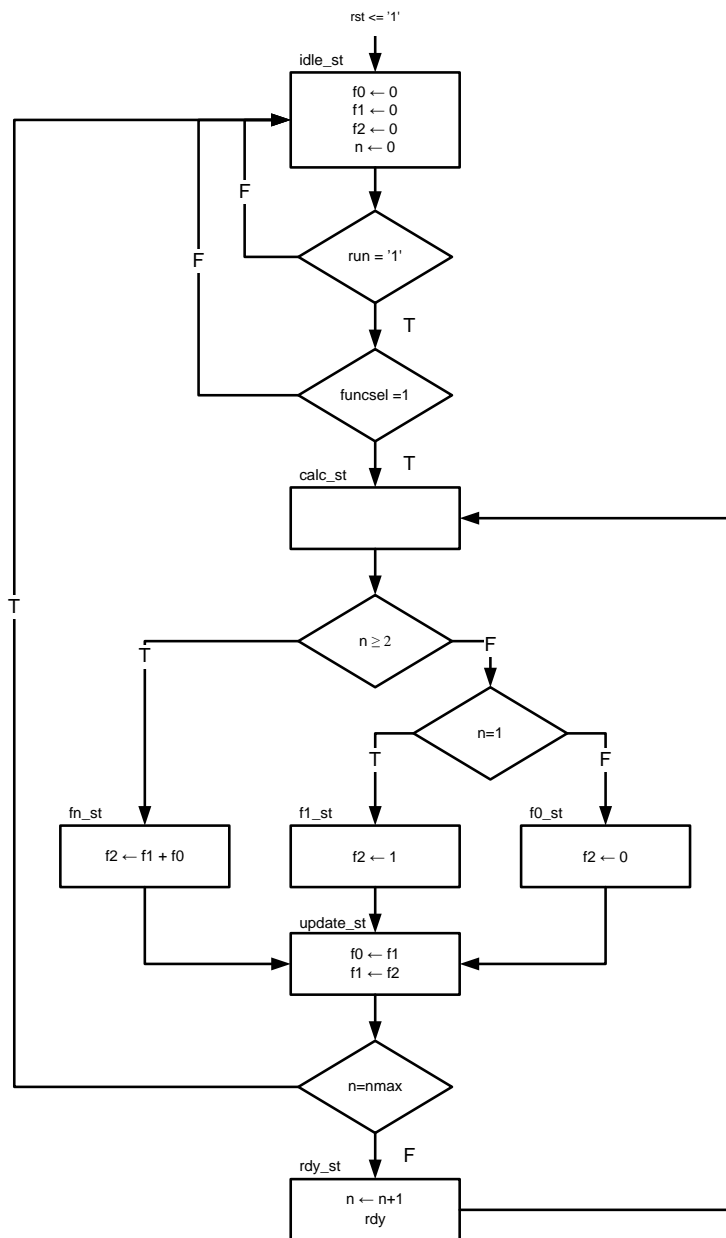 rst <= '1'
idle_st
f0 ← 0
f1 ← 0
f2 ← 0
n ← 0
F
run = '1'
F
T
funcsel =1
T
calc_st
T
n ≥ 2
F
T
n=1
T
F
fn_st
f1_st
f0_st
f2 ← f1 + f0
f2 ← 1
f2 ← 0
update_st
f0 ← f1
f1 ← f2
n=nmax
F
rdy_st
n ← n+1
rdy